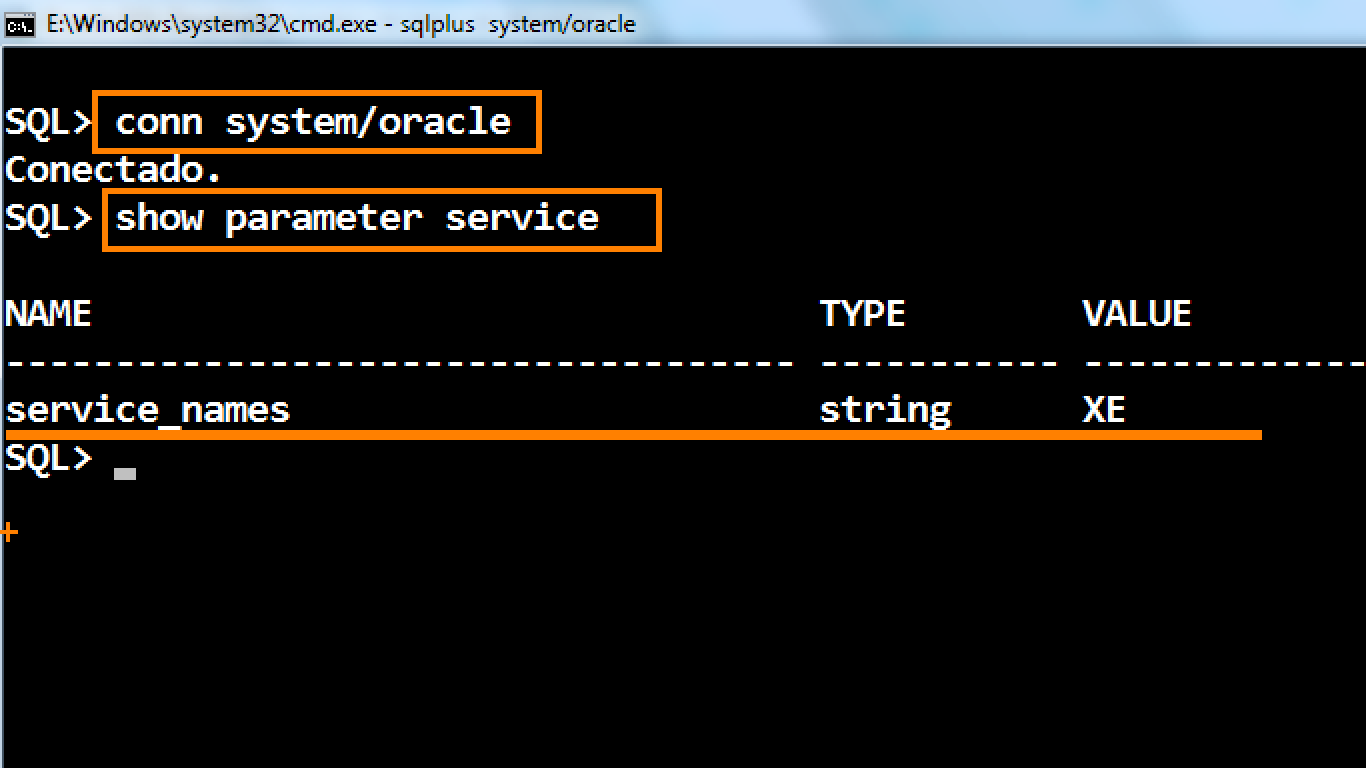 E:\Windows\system32\cmd.exe - sqlplus  system/oracle
SQL> conn system/oracle
Conectado.
SQL> show parameter service
NAME                                 TYPE        VALUE
------------------------------------ ----------- -------------
service_names                        string      XE
SQL>